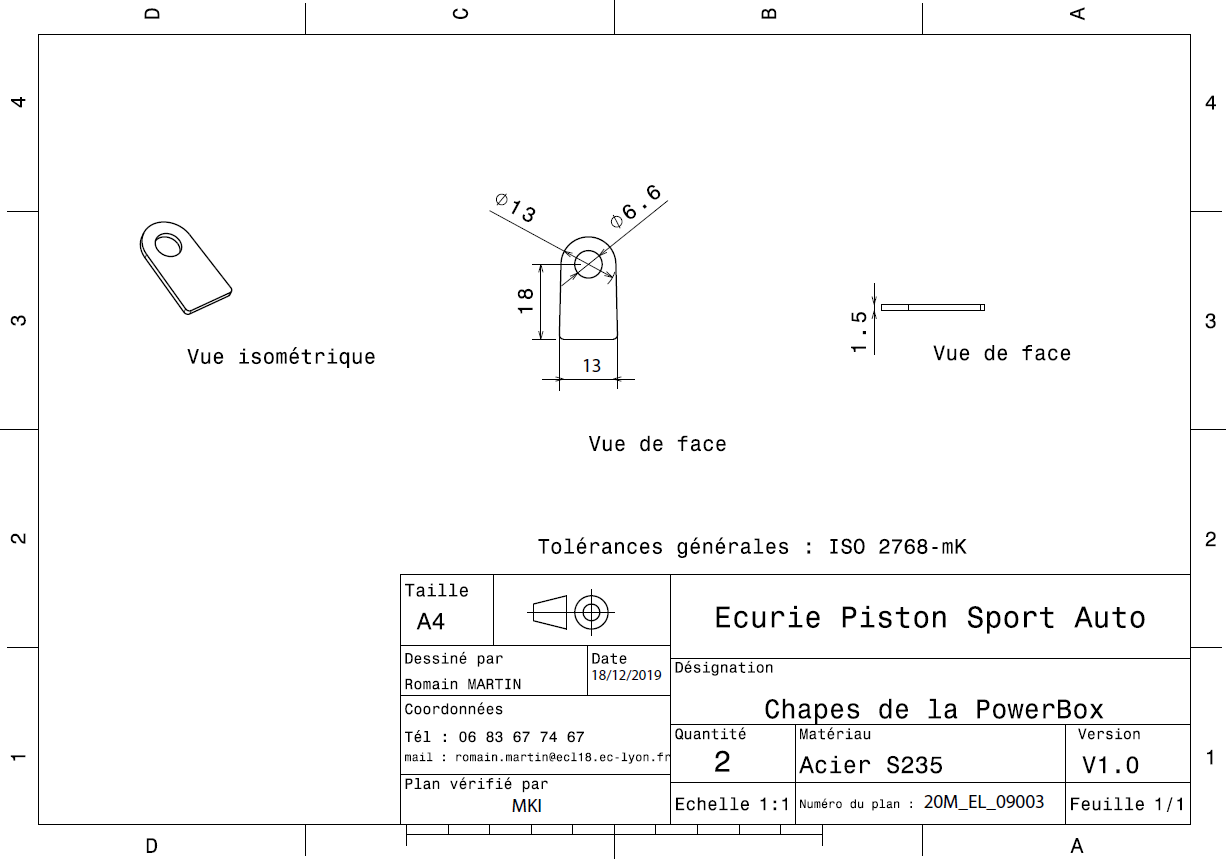 D C B A
4 4
⌀13 ⌀6.6
18
13
1.5
3 3
Vue isométrique
Vue de face
Vue de face
2 2
Tolérances générales : ISO 2768-mK
Taille
A4
Ecurie Piston Sport Auto
Dessiné par
Romain MARTIN
Date
18/12/2019
Désignation
Chapes de la PowerBox
Coordonnées
Tél : 06 83 67 74 67
mail : romain.martin@ecl18.ec-lyon.fr
Quantité
2
Matériau
Acier S235
Version
V1.0
1 1
Plan vérifié par
MKI
Echelle 1:1
Numéro du plan : 20M_EL_09003
Feuille 1/1
D A